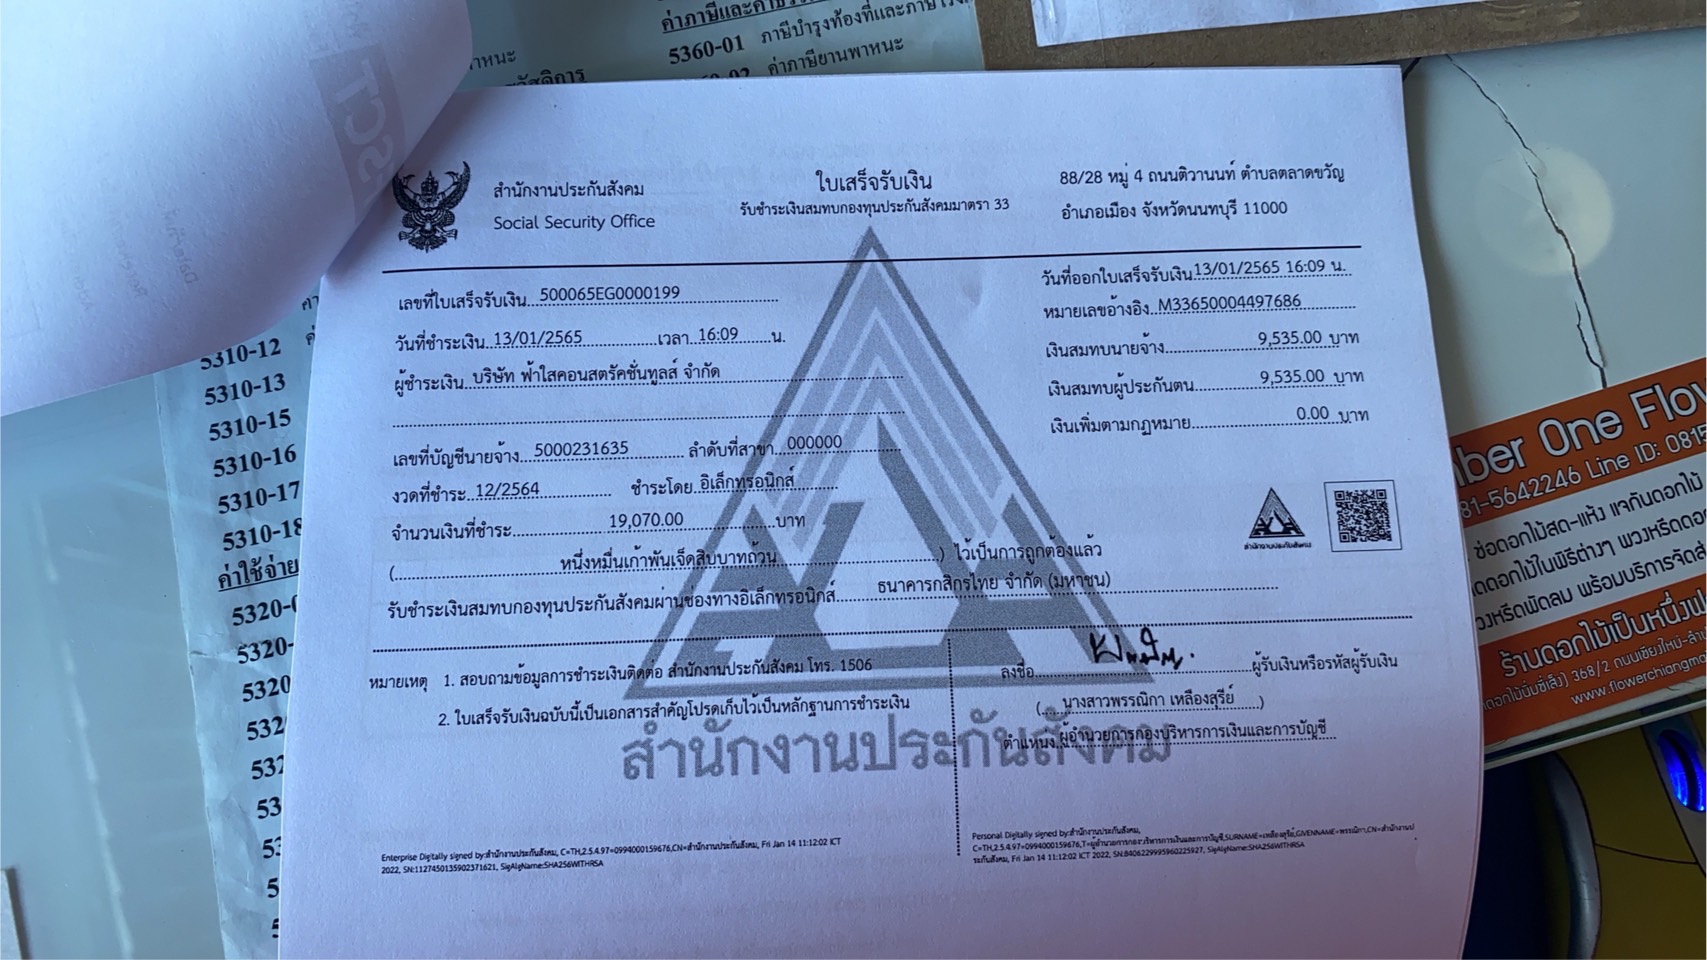 ค่าภาษีและค่า
5360-01 ภาษีบำรุงท้องที่และภาษี
ค่าภาษียานพาหนะ
สำนักงานประกันสังคม
Social Security Office
ใบเสร็จรับเงิน
รับชำระเงินสมทบกองทุนประกันสังคมมาตรา 33
88/28 หมู่ 4 ถนนติวานนท์ ตำบลตลาดขวัญ
อำเภอเมือง จังหวัดนนทบุรี 11000
เลขที่ใบเสร็จรับเงิน 500065EG0000199
วันที่ออกใบเสร็จรับเงิน 13/01/2565 16:09 น.
หมายเลขอ้างอิง M33650004497686
วันที่ชำระเงิน 13/01/2565 เวลา 16:09 น.
เงินสมทบนายจ้าง 9,535.00 บาท
ผู้ชำระเงิน บริษัท ฟ้าใสคอนสตรัคชั่นทูลส์ จำกัด
เงินสมทบผู้ประกันตน 9,535.00 บาท
เงินเพิ่มตามกฎหมาย 0.00 บาท
เลขที่บัญชีนายจ้าง 5000231635 ลำดับที่สาขา 000000
งวดที่ชำระ 12/2564 ชำระโดย อิเล็กทรอนิกส์
จำนวนเงินที่ชำระ 19,070.00 บาท
(หนึ่งหมื่นเก้าพันเจ็ดสิบบาทถ้วน) ไว้เป็นการถูกต้องแล้ว
รับชำระเงินสมทบกองทุนประกันสังคมผ่านช่องทางอิเล็กทรอนิกส์ ธนาคารกสิกรไทย จำกัด (มหาชน)
สำนักงานประกันสังคม
หมายเหตุ 1. สอบถามข้อมูลการชำระเงินติดต่อ สำนักงานประกันสังคม โทร. 1506
2. ใบเสร็จรับเงินฉบับนี้เป็นเอกสารสำคัญโปรดเก็บไว้เป็นหลักฐานการชำระเงิน
ลงชื่อ ผู้รับเงินหรือรหัสผู้รับเงิน
(นางสาวพรรณิกา เหลืองสุรีย์)
ตำแหน่ง ผู้อำนวยการกองบริหารการเงินและการบัญชี
สำนักงานประกันสังคม
Enterprise Digitally signed by:สำนักงานประกันสังคม, C=TH,2.5.4.97=0994000159676,CN=สำนักงานประกันสังคม, Fri Jan 14 11:12:02 ICT
2022, SN:1127450135902371621, SigAlgName:SHA256WITHRSA
Personal Digitally signed by:สำนักงานประกันสังคม,
C=TH,2.5.4.97=0994000159676,T=ผู้อำนวยการกองบริหารการเงินและการบัญชี,SURNAME=เหลืองสุรีย์,GIVENNAME=พรรณิกา,CN=สำนักงานป
ระกันสังคม, Fri Jan 14 11:12:02 ICT 2022, SN:8406229995960225927, SigAlgName:SHA256WITHRSA
5310-12
5310-13
5310-15
5310-16
5310-17
5310-18
ค่าใช้จ่าย
5320-0
5320-
5320
532
532
53
53
5
5
ber One Flow
81-5642246 Line ID: 0815
ช่อดอกไม้สด-แห้ง แจกันดอกไม้
ดดอกไม้ในพิธีต่างๆ พวงหรีดดอก
วงหรีดพัดลม พร้อมบริการจัดส
ร้านดอกไม้เป็นหนึ่ง
368/2 ถนนเชียงใหม่-ลำ
www.flowerchiangma